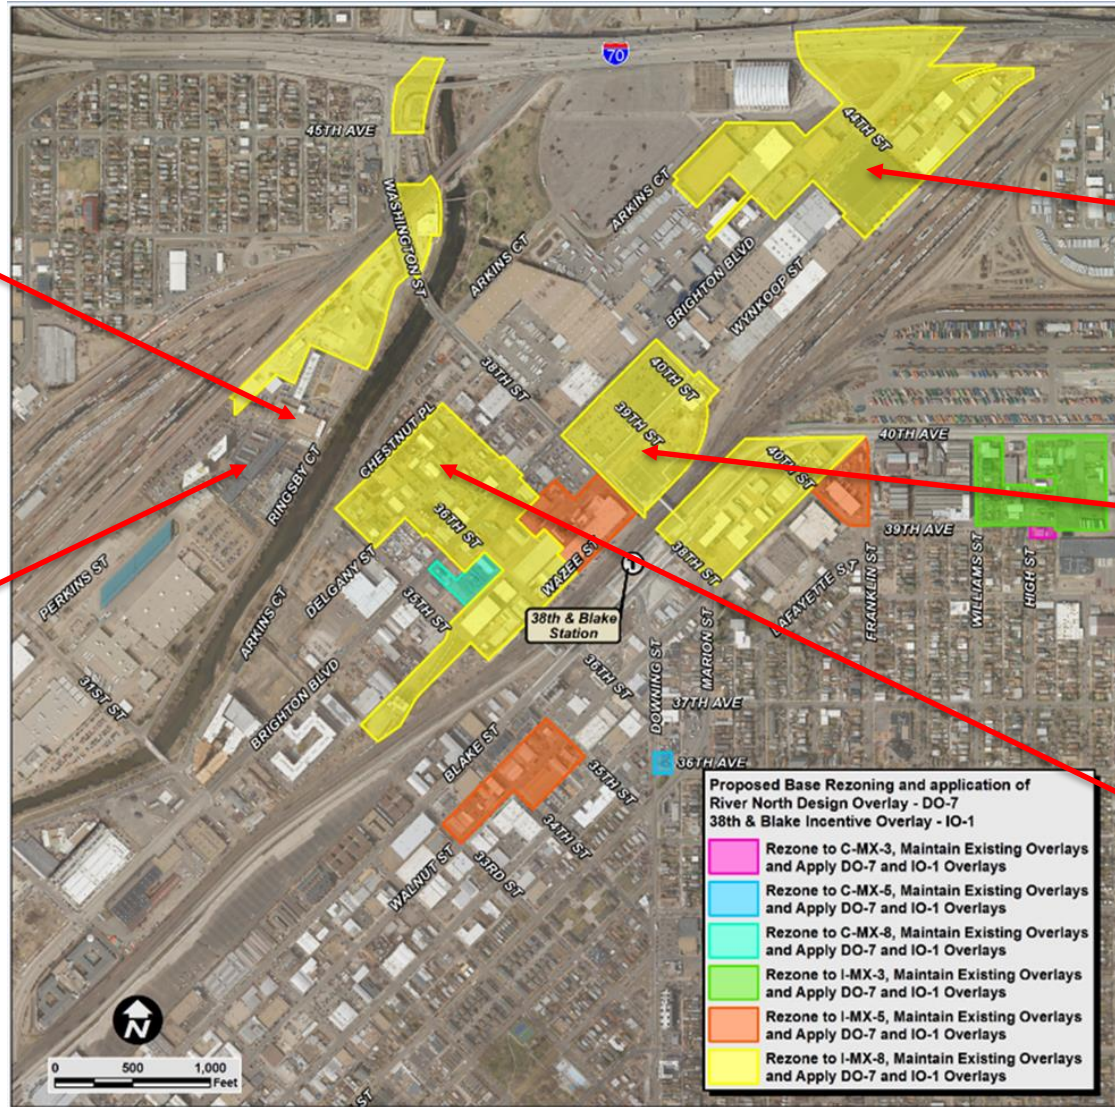 70
45TH AVE
44TH ST
WASHINGTON ST
ARKINS CT
ARKINS CT
BRIGHTON BLVD
WYNKOOP ST
38TH ST
40TH ST
39TH ST
CHESTNUT PL
40TH AVE
40TH ST
RINGSBY CT
36TH ST
39TH AVE
WAZEE ST
38TH ST
PERKINS ST
DELGANY ST
35TH ST
LAFAYETTE ST
FRANKLIN ST
WILLIAMS ST
HIGH ST
38th & Blake
Station
ARKINS CT
MARION ST
DOWNING ST
36TH ST
31ST ST
BRIGHTON BLVD
37TH AVE
BLAKE ST
35TH ST
36TH AVE
34TH ST
33RD ST
WALNUT ST
Proposed Base Rezoning and application of
River North Design Overlay - DO-7
38th & Blake Incentive Overlay - IO-1
Rezone to C-MX-3, Maintain Existing Overlays
and Apply DO-7 and IO-1 Overlays
Rezone to C-MX-5, Maintain Existing Overlays
and Apply DO-7 and IO-1 Overlays
Rezone to C-MX-8, Maintain Existing Overlays
and Apply DO-7 and IO-1 Overlays
Rezone to I-MX-3, Maintain Existing Overlays
and Apply DO-7 and IO-1 Overlays
Rezone to I-MX-5, Maintain Existing Overlays
and Apply DO-7 and IO-1 Overlays
Rezone to I-MX-8, Maintain Existing Overlays
and Apply DO-7 and IO-1 Overlays
N
0 500 1,000
Feet
ST